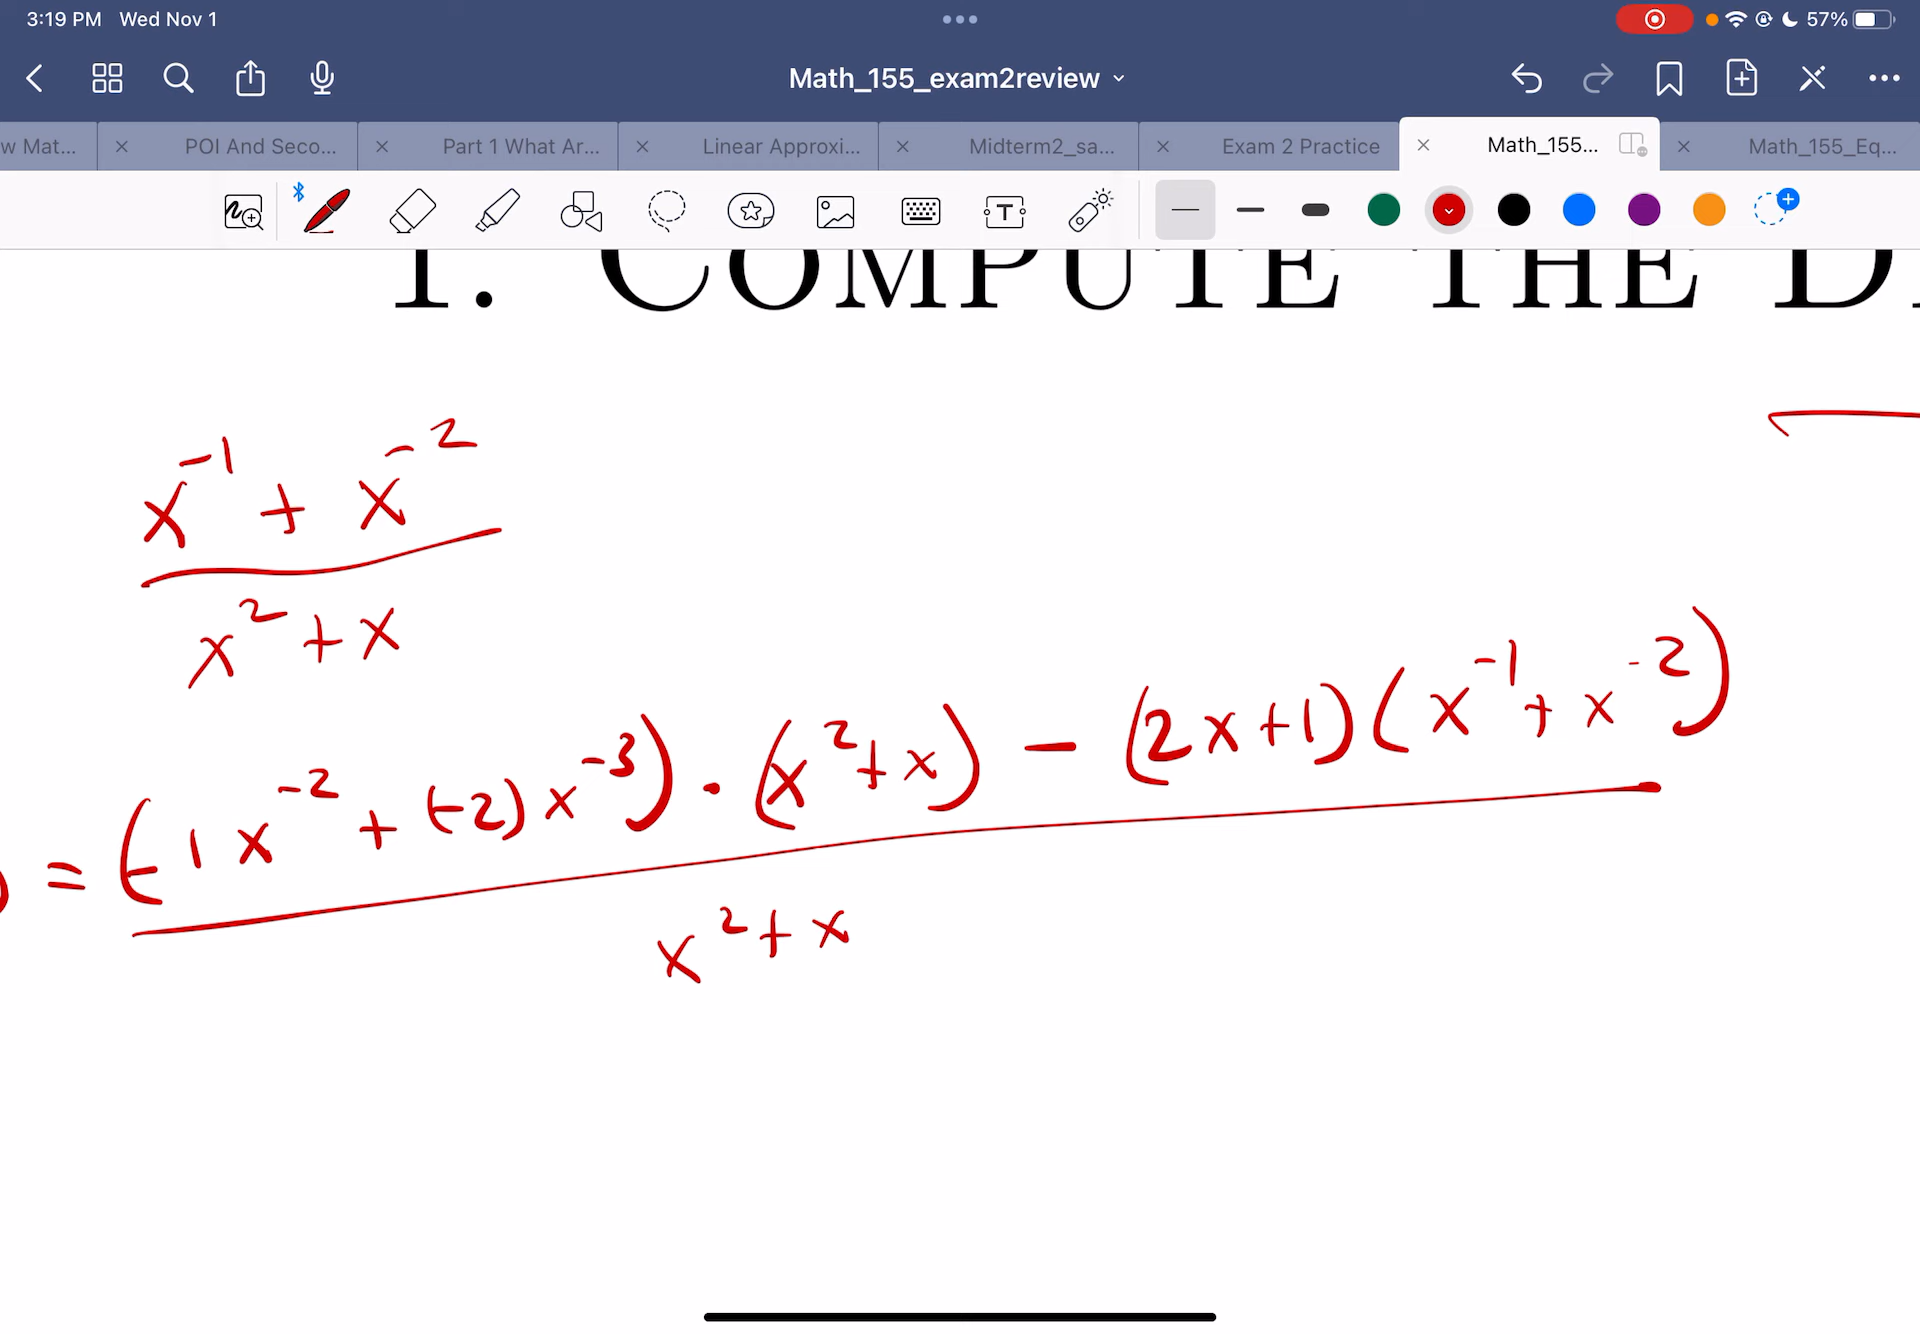 3:19 PM Wed Nov 1 57%
Math_155_exam2review
w Mat... POI And Seco... Part 1 What Ar... Linear Approxi... Midterm2_sa... Exam 2 Practice Math_155... Math_155_Eq...
1. COMPUTE THE D
x^-1 + x^-2
x^2 + x
= (-1x^-2 + (-2)x^-3) · (x^2 + x) - (2x+1)(x^-1 + x^-2)
x^2 + x